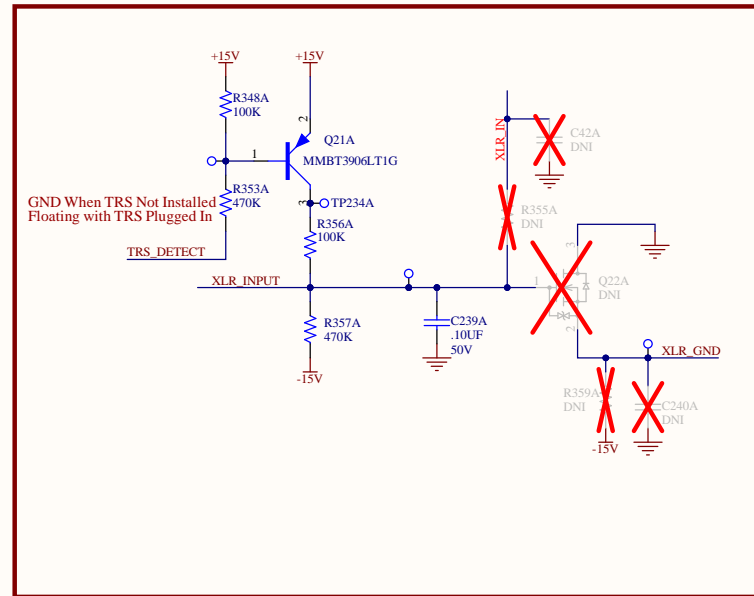 +15V
+15V
R348A
100K
2
Q21A
1
MMBT3906LT1G
XLR_IN
C42A
DNI
R353A
470K
GND When TRS Not Installed
Floating with TRS Plugged In
3
TP234A
R355A
DNI
R356A
100K
TRS_DETECT
3
XLR_INPUT
1
Q22A
DNI
R357A
470K
C239A
.10UF
50V
2
XLR_GND
-15V
R359A
DNI
C240A
DNI
-15V